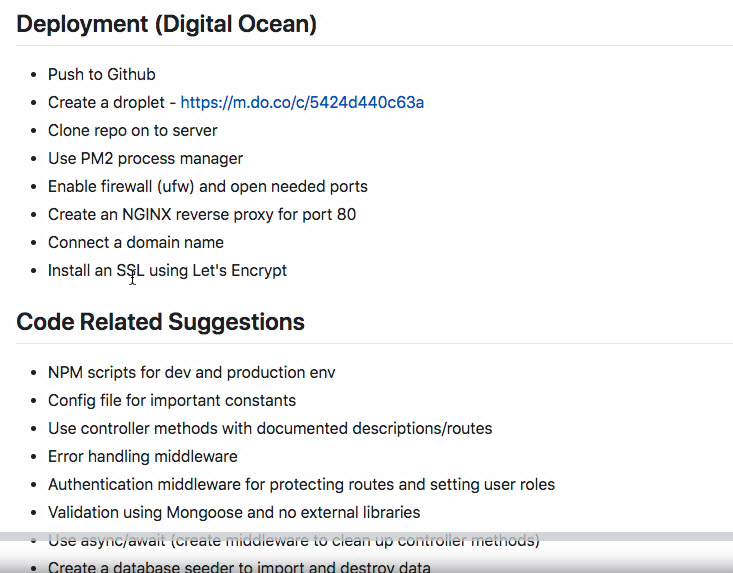 Deployment (Digital Ocean)
• Push to Github
• Create a droplet - https://m.do.co/c/5424d440c63a
• Clone repo on to server
• Use PM2 process manager
• Enable firewall (ufw) and open needed ports
• Create an NGINX reverse proxy for port 80
• Connect a domain name
• Install an SSL using Let's Encrypt
Code Related Suggestions
• NPM scripts for dev and production env
• Config file for important constants
• Use controller methods with documented descriptions/routes
• Error handling middleware
• Authentication middleware for protecting routes and setting user roles
• Validation using Mongoose and no external libraries
• Use async/await (create middleware to clean up controller methods)
• Create a database seeder to import and destroy data